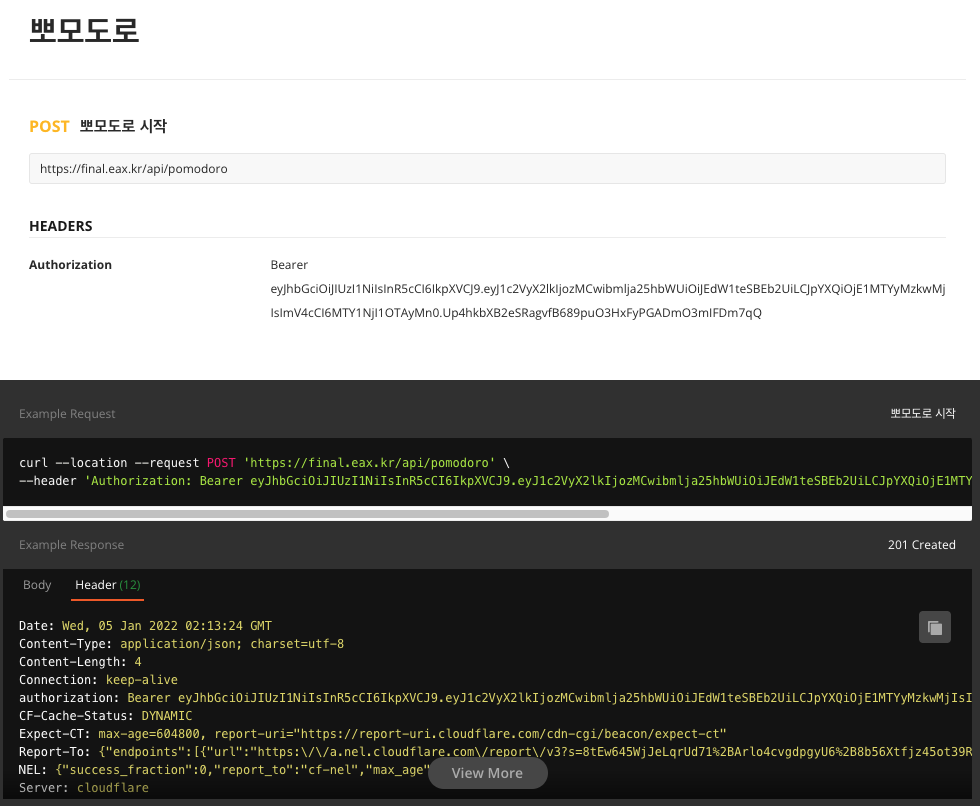 뽀모도로
POST 뽀모도로 시작
https://final.eax.kr/api/pomodoro
HEADERS
Authorization
Bearer
eyJhbGciOiJIUzI1NiIsInR5cCI6IkpXVCJ9.eyJ1c2VyX2lkIjozMCwibmlja25hbWUiOiJEdW1teSBEb2UiLCJpYXQiOjE1MTYyMzkwMj
IsImV4cCI6MTY1NjI1OTAyMn0.Up4hkbXB2eSRagvfB689puO3HxFyPGADmO3mIFDm7qQ
Example Request
뽀모도로 시작
curl --location --request POST 'https://final.eax.kr/api/pomodoro' \
--header 'Authorization: Bearer eyJhbGciOiJIUzI1NiIsInR5cCI6IkpXVCJ9.eyJ1c2VyX2lkIjozMCwibmlja25hbWUiOiJEdW1teSBEb2UiLCJpYXQiOjE1MTY
Example Response
201 Created
Body Header (12)
Date: Wed, 05 Jan 2022 02:13:24 GMT
Content-Type: application/json; charset=utf-8
Content-Length: 4
Connection: keep-alive
authorization: Bearer eyJhbGciOiJIUzI1NiIsInR5cCI6IkpXVCJ9.eyJ1c2VyX2lkIjozMCwibmlja25hbWUiOiJEdW1teSBEb2UiLCJpYXQiOjE1MTYyMzkwMjIsI
CF-Cache-Status: DYNAMIC
Expect-CT: max-age=604800, report-uri="https://report-uri.cloudflare.com/cdn-cgi/beacon/expect-ct"
Report-To: {"endpoints":[{"url":"https:\/\/a.nel.cloudflare.com\/report\/v3?s=8tEw645WjJeLqrUd71%2BArlo4cvgdpgyU6%2B8b56Xtfjz45ot39R
NEL: {"success_fraction":0,"report_to":"cf-nel","max_age"
View More
Server: cloudflare